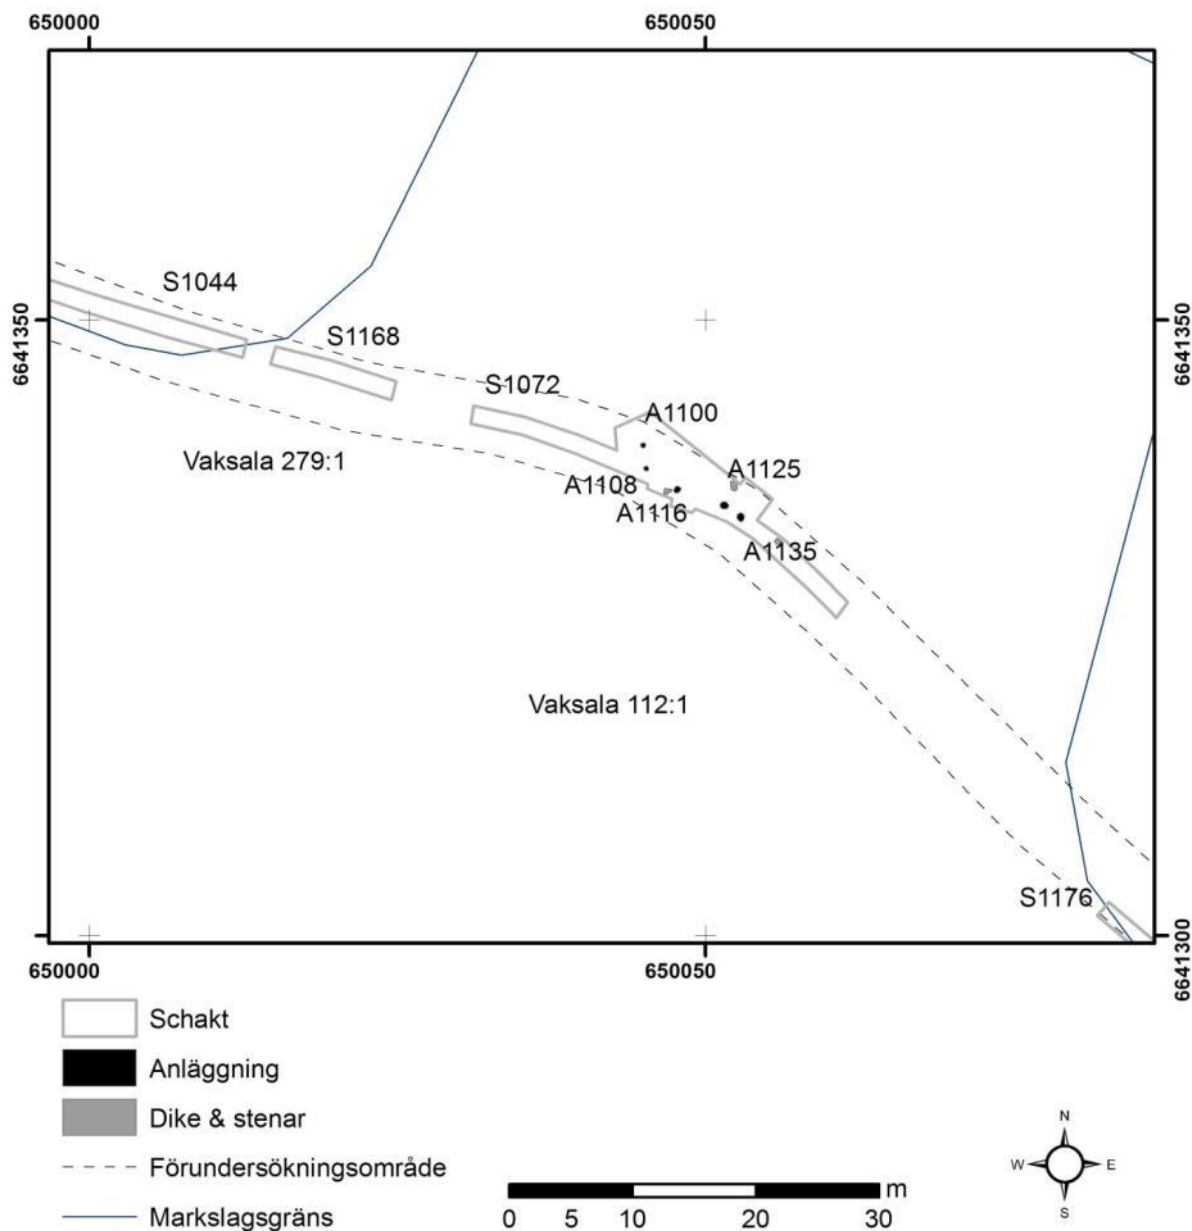 650000 650050
S1044
6641350 6641350
S1168
S1072
A1100
Vaksala 279:1
A1125
A1108
A1116
A1135
Vaksala 112:1
S1176
6641300
650000 650050
Schakt
Anläggning
Dike & stenar
Förundersökningsområde
Markslagsgräns
m
0 5 10 20 30
N
W E
S